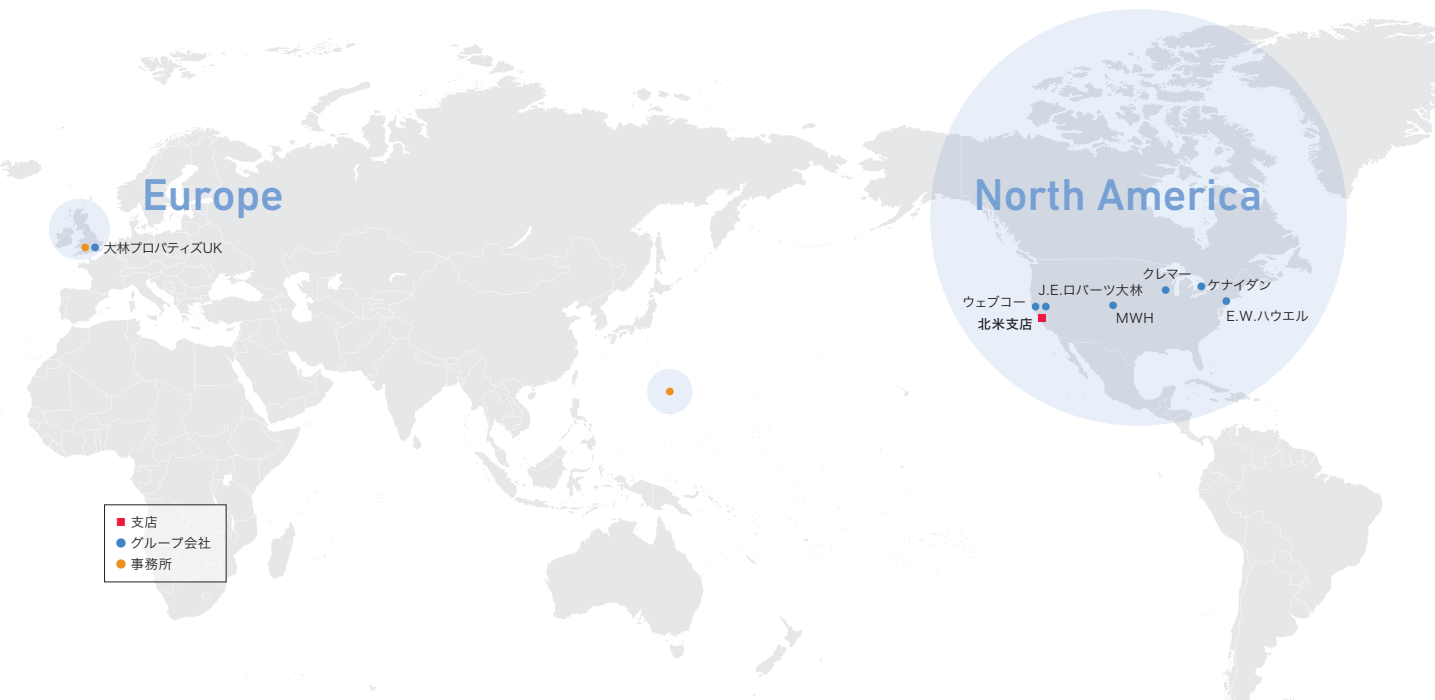 Europe
大林プロパティズUK
North America
クレマー
ケナイダン
J.E.ロバーツ大林
ウェブコー
E.W.ハウエル
MWH
北米支店
支店
グループ会社
事務所